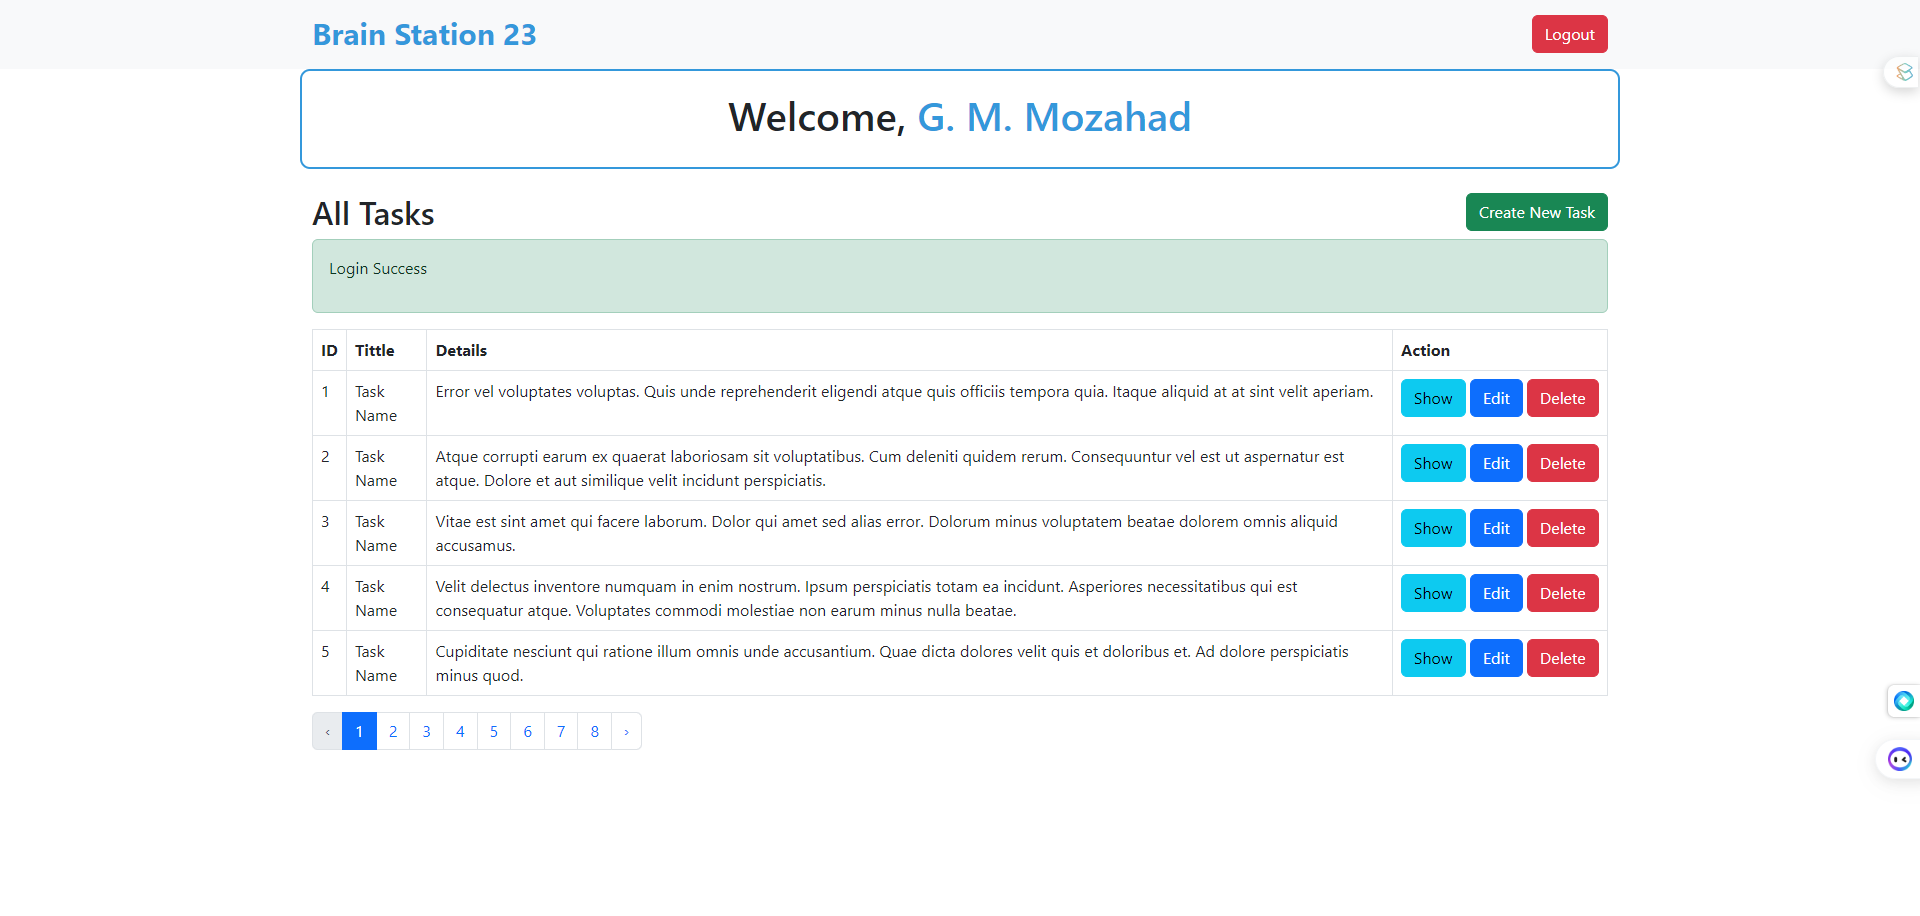 Brain Station 23
Logout
Welcome, G. M. Mozahad
All Tasks
Create New Task
Login Success
ID Tittle Details Action
1 Task Error vel voluptates voluptas. Quis unde reprehenderit eligendi atque quis officiis tempora quia. Itaque aliquid at at sint velit aperiam. Show Edit Delete
Name
2 Task Atque corrupti earum ex quaerat laboriosam sit voluptatibus. Cum deleniti quidem rerum. Consequuntur vel est ut aspernatur est Show Edit Delete
Name atque. Dolore et aut similique velit incidunt perspiciatis.
3 Task Vitae est sint amet qui facere laborum. Dolor qui amet sed alias error. Dolorum minus voluptatem beatae dolorem omnis aliquid Show Edit Delete
Name accusamus.
4 Task Velit delectus inventore numquam in enim nostrum. Ipsum perspiciatis totam ea incidunt. Asperiores necessitatibus qui est Show Edit Delete
Name consequatur atque. Voluptates commodi molestiae non earum minus nulla beatae.
5 Task Cupiditate nesciunt qui ratione illum omnis unde accusantium. Quae dicta dolores velit quis et doloribus et. Ad dolore perspiciatis Show Edit Delete
Name minus quod.
‹ 1 2 3 4 5 6 7 8 ›